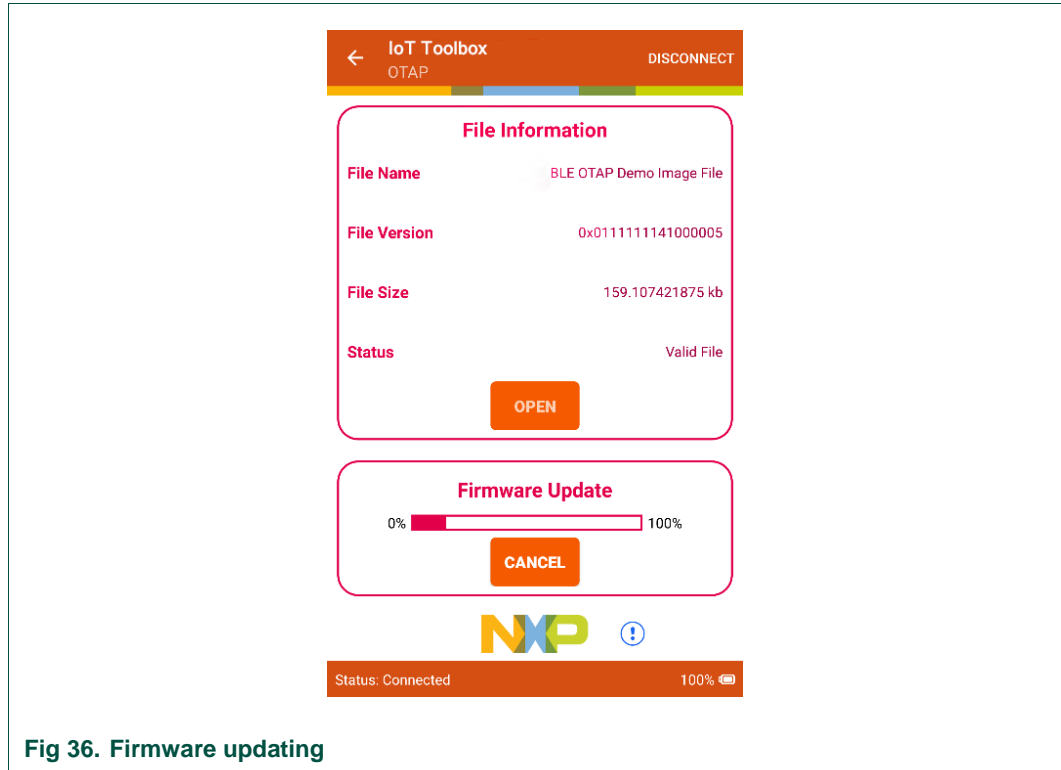 IoT Toolbox
OTAP
DISCONNECT
File Information
File Name BLE OTAP Demo Image File
File Version 0x0111111141000005
File Size 159.107421875 kb
Status Valid File
OPEN
Firmware Update
0% 100%
CANCEL
NXP
Status: Connected 100%
Fig 36. Firmware updating